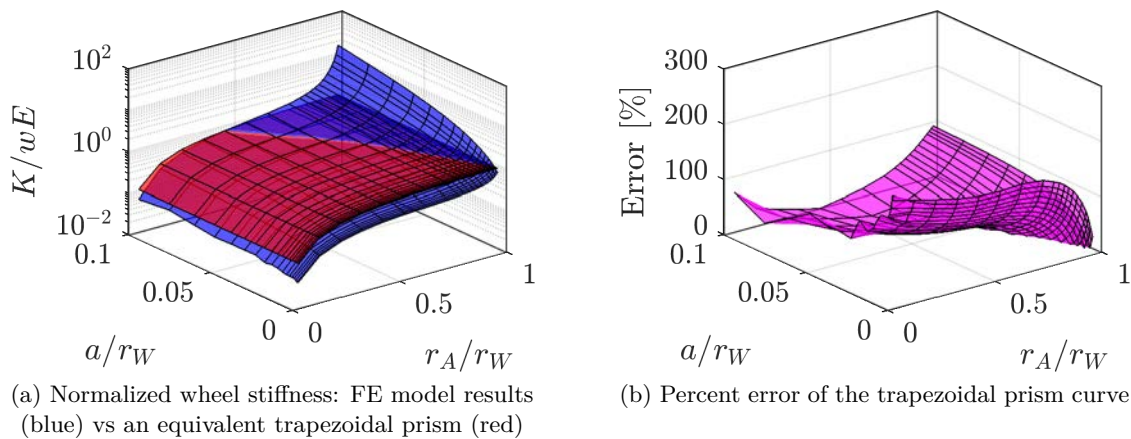 10^2
10^0
10^{-2}
K/wE
0.1
0.05
0
a/r_W
0
0.5
1
r_A/r_W
(a) Normalized wheel stiffness: FE model results
(blue) vs an equivalent trapezoidal prism (red)
300
200
100
0
Error [%]
0.1
0.05
0
a/r_W
0
0.5
1
r_A/r_W
(b) Percent error of the trapezoidal prism curve